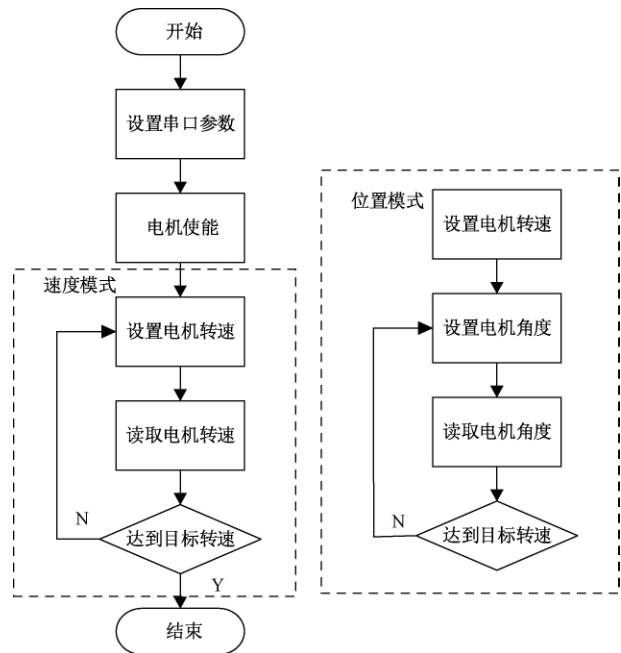 开始
设置串口参数
电机使能
速度模式
设置电机转速
读取电机转速
达到目标转速
N
Y
结束
位置模式
设置电机转速
设置电机角度
读取电机角度
达到目标转速
N